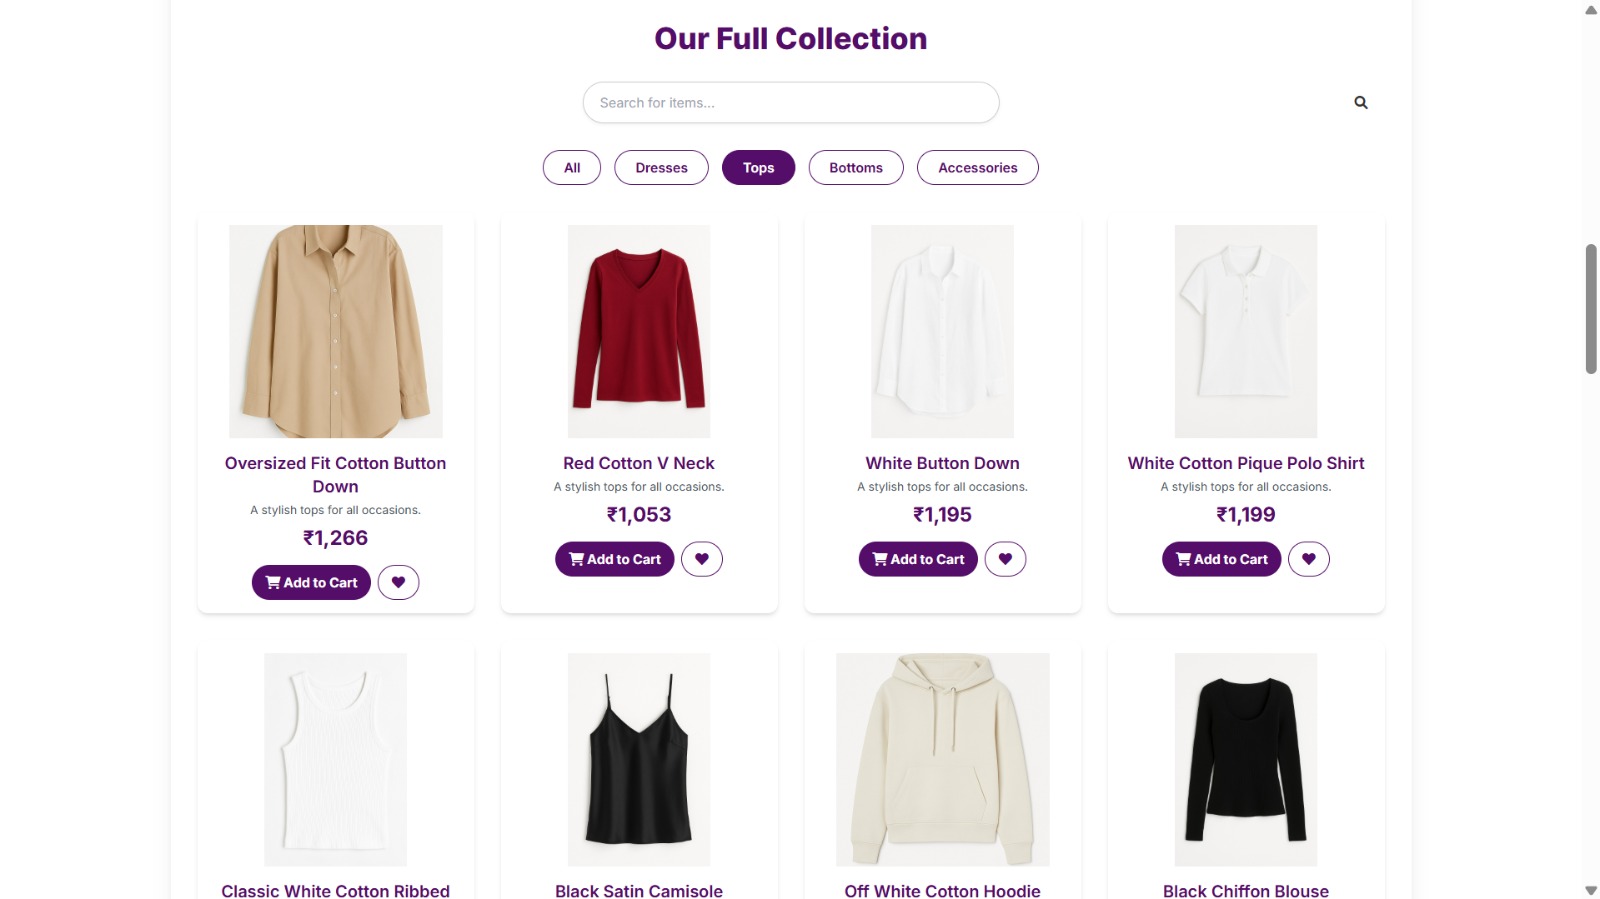 Our Full Collection
Search for items...
All
Dresses
Tops
Bottoms
Accessories
Oversized Fit Cotton Button
Down
A stylish tops for all occasions.
₹1,266
Add to Cart
Red Cotton V Neck
A stylish tops for all occasions.
₹1,053
Add to Cart
White Button Down
A stylish tops for all occasions.
₹1,195
Add to Cart
White Cotton Pique Polo Shirt
A stylish tops for all occasions.
₹1,199
Add to Cart
Classic White Cotton Ribbed
Black Satin Camisole
Off White Cotton Hoodie
Black Chiffon Blouse